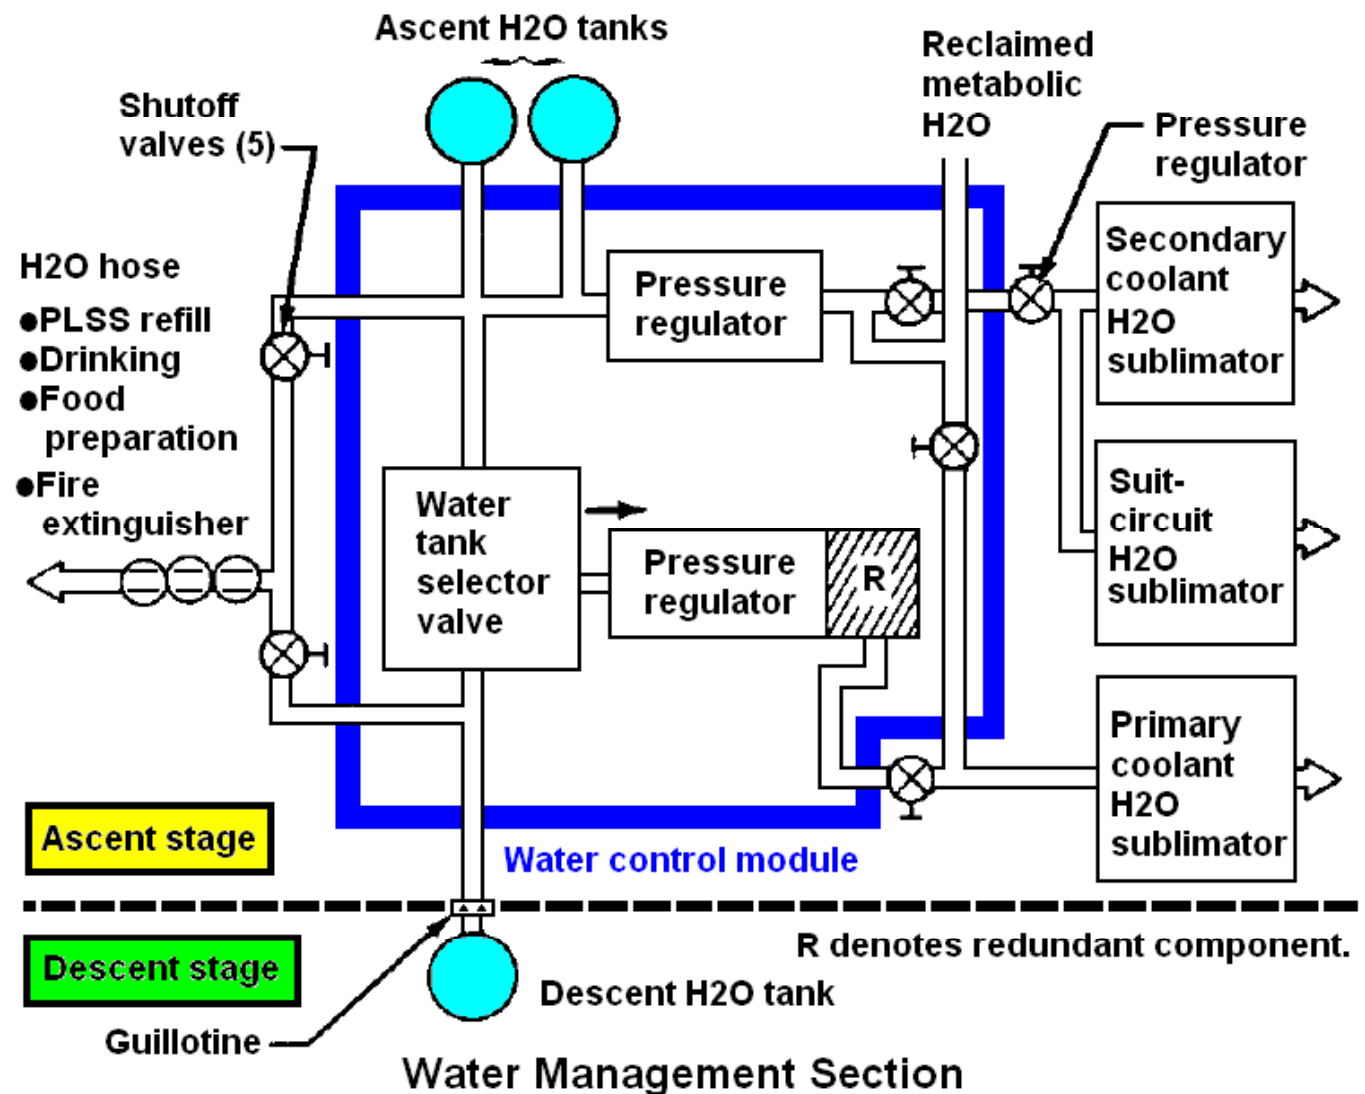 Ascent H2O tanks
Reclaimed
metabolic
H2O
Shutoff
valves (5)
Pressure
regulator
H2O hose
●PLSS refill
●Drinking
●Food
preparation
●Fire
extinguisher
Pressure
regulator
Secondary
coolant
H2O
sublimator
Water
tank
selector
valve
Pressure
regulator
R
Suit-
circuit
H2O
sublimator
Primary
coolant
H2O
sublimator
Ascent stage
Water control module
Descent stage
R denotes redundant component.
Descent H2O tank
Guillotine
Water Management Section